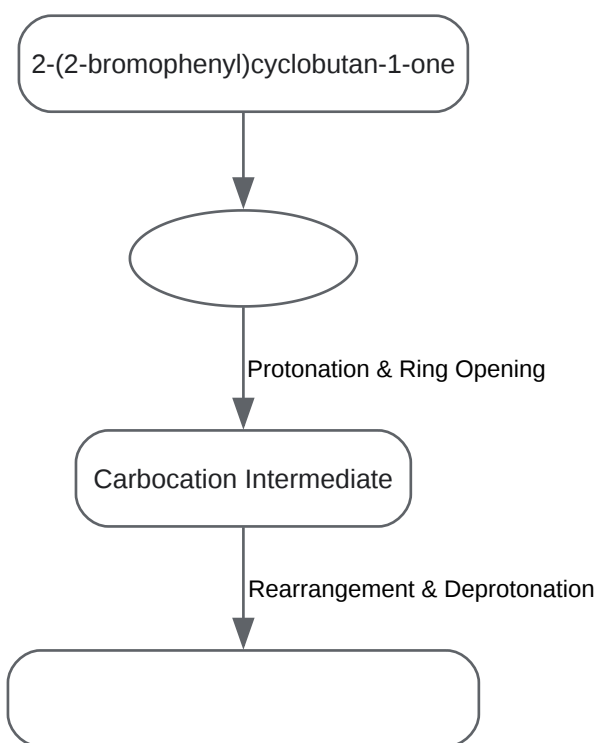 2-(2-bromophenyl)cyclobutan-1-one
Protonation & Ring Opening
Carbocation Intermediate
Rearrangement & Deprotonation